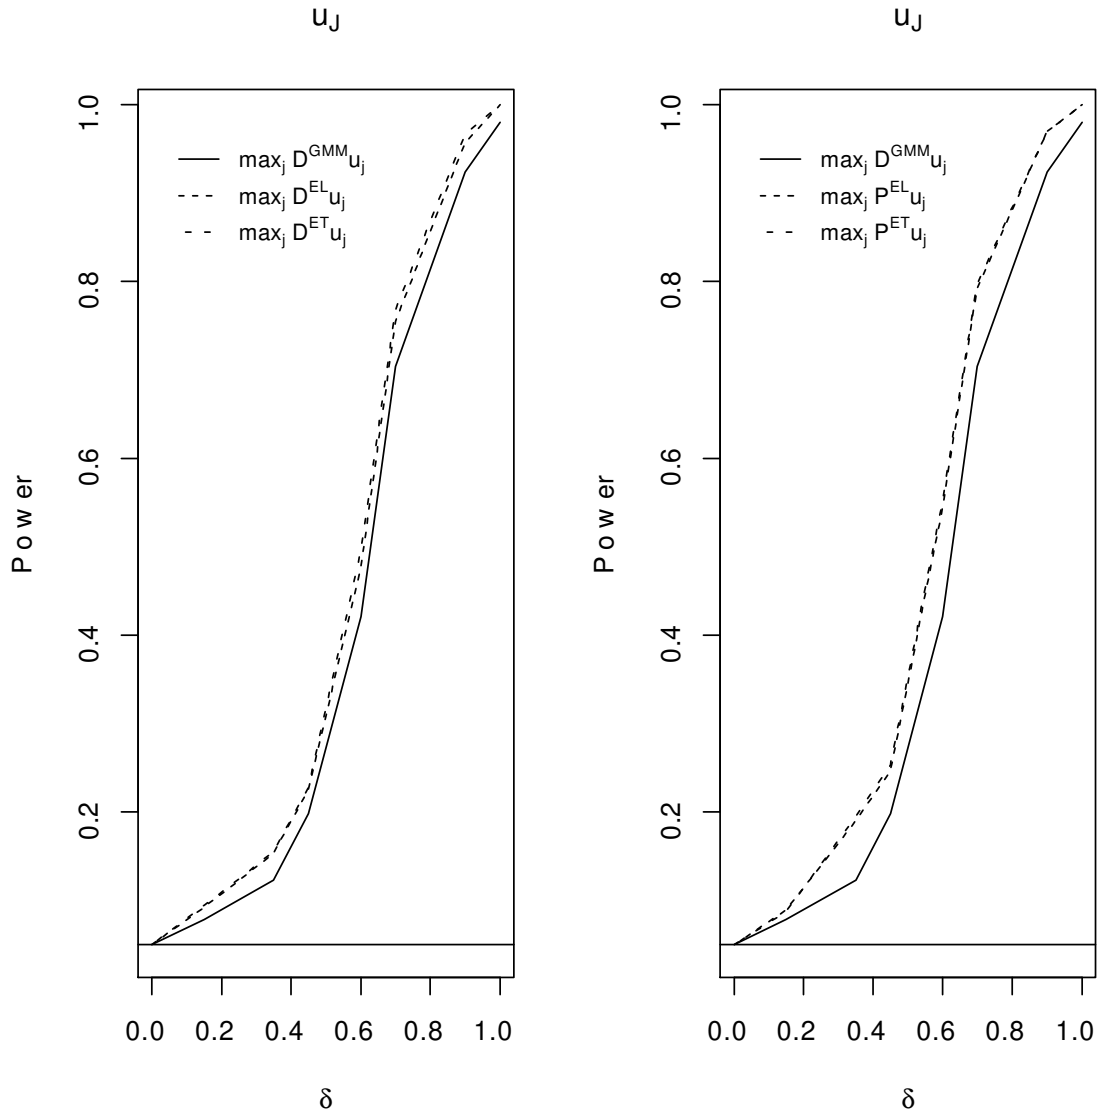 u_J
max_j D^GMM u_j
max_j D^EL u_j
max_j D^ET u_j
Power
1.0
0.8
0.6
0.4
0.2
0.0 0.2 0.4 0.6 0.8 1.0
δ
u_J
max_j D^GMM u_j
max_j P^EL u_j
max_j P^ET u_j
Power
1.0
0.8
0.6
0.4
0.2
0.0 0.2 0.4 0.6 0.8 1.0
δ